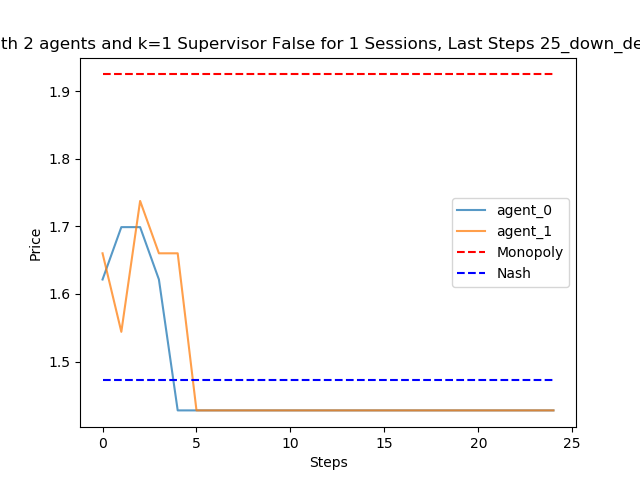 th 2 agents and k=1 Supervisor False for 1 Sessions, Last Steps 25_down_de
1.9
1.8
1.7
1.6
1.5
Price
agent_0
agent_1
Monopoly
Nash
0 5 10 15 20 25
Steps